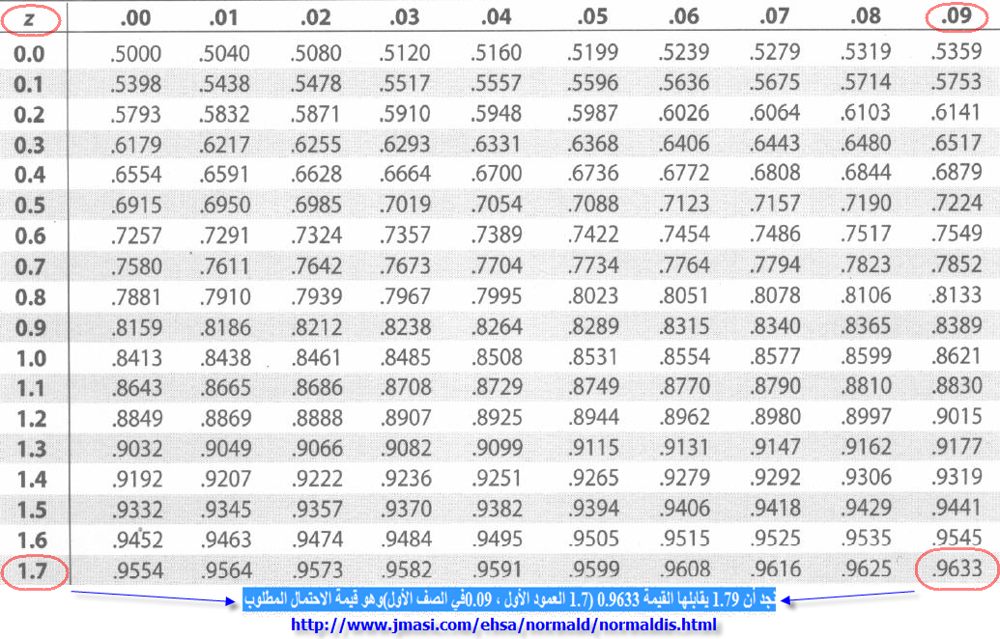 z .00 .01 .02 .03 .04 .05 .06 .07 .08 .09
0.0 .5000 .5040 .5080 .5120 .5160 .5199 .5239 .5279 .5319 .5359
0.1 .5398 .5438 .5478 .5517 .5557 .5596 .5636 .5675 .5714 .5753
0.2 .5793 .5832 .5871 .5910 .5948 .5987 .6026 .6064 .6103 .6141
0.3 .6179 .6217 .6255 .6293 .6331 .6368 .6406 .6443 .6480 .6517
0.4 .6554 .6591 .6628 .6664 .6700 .6736 .6772 .6808 .6844 .6879
0.5 .6915 .6950 .6985 .7019 .7054 .7088 .7123 .7157 .7190 .7224
0.6 .7257 .7291 .7324 .7357 .7389 .7422 .7454 .7486 .7517 .7549
0.7 .7580 .7611 .7642 .7673 .7704 .7734 .7764 .7794 .7823 .7852
0.8 .7881 .7910 .7939 .7967 .7995 .8023 .8051 .8078 .8106 .8133
0.9 .8159 .8186 .8212 .8238 .8264 .8289 .8315 .8340 .8365 .8389
1.0 .8413 .8438 .8461 .8485 .8508 .8531 .8554 .8577 .8599 .8621
1.1 .8643 .8665 .8686 .8708 .8729 .8749 .8770 .8790 .8810 .8830
1.2 .8849 .8869 .8888 .8907 .8925 .8944 .8962 .8980 .8997 .9015
1.3 .9032 .9049 .9066 .9082 .9099 .9115 .9131 .9147 .9162 .9177
1.4 .9192 .9207 .9222 .9236 .9251 .9265 .9279 .9292 .9306 .9319
1.5 .9332 .9345 .9357 .9370 .9382 .9394 .9406 .9418 .9429 .9441
1.6 .9452 .9463 .9474 .9484 .9495 .9505 .9515 .9525 .9535 .9545
1.7 .9554 .9564 .9573 .9582 .9591 .9599 .9608 .9616 .9625 .9633
نجد أن 1.79 يقابلها القيمة 0.9633 (1.7 العمود الأول ، 0.09في الصف الأول)وهو قيمة الاحتمال المطلوب
http://www.jmasi.com/ehsa/normald/normaldis.html